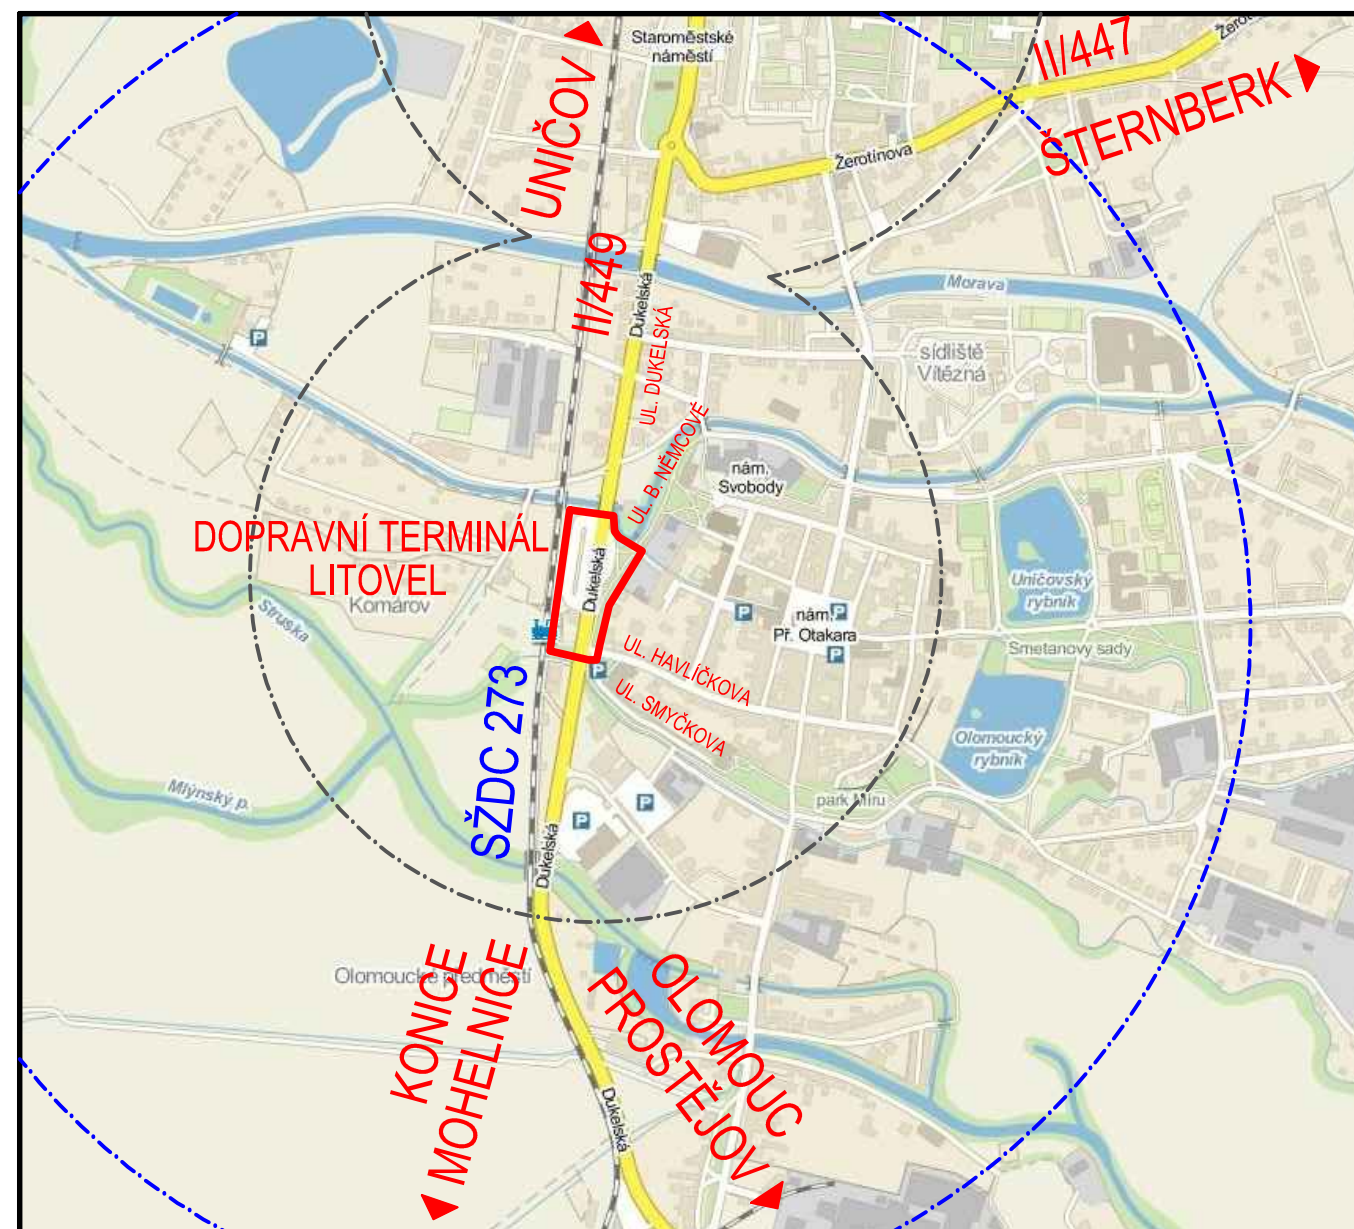 Staroměstské
náměstí
UNIČOV
II/447
Žerotín
ŠTERNBERK
Žerotínova
II/449
Dukelská
UL. DUKELSKÁ
Morava
sídliště
Vítězná
UL. B. NĚMCOVÉ
nám.
Svobody
P
DOPRAVNÍ TERMINÁL
LITOVEL
Komárov
Struska
Dukelská
Uničovský
rybník
P
P
nám.
Př. Otakara
P
Smetanovy sady
UL. HAVLÍČKOVA
UL. SMYČKOVA
P
SŽDC 273
Olomoucký
rybník
Mlýnský p.
park Míru
P
P
Dukelská
Olomoucké předměstí
KONICE
MOHELNICE
OLOMOUC
PROSTĚJOV
Dukelská